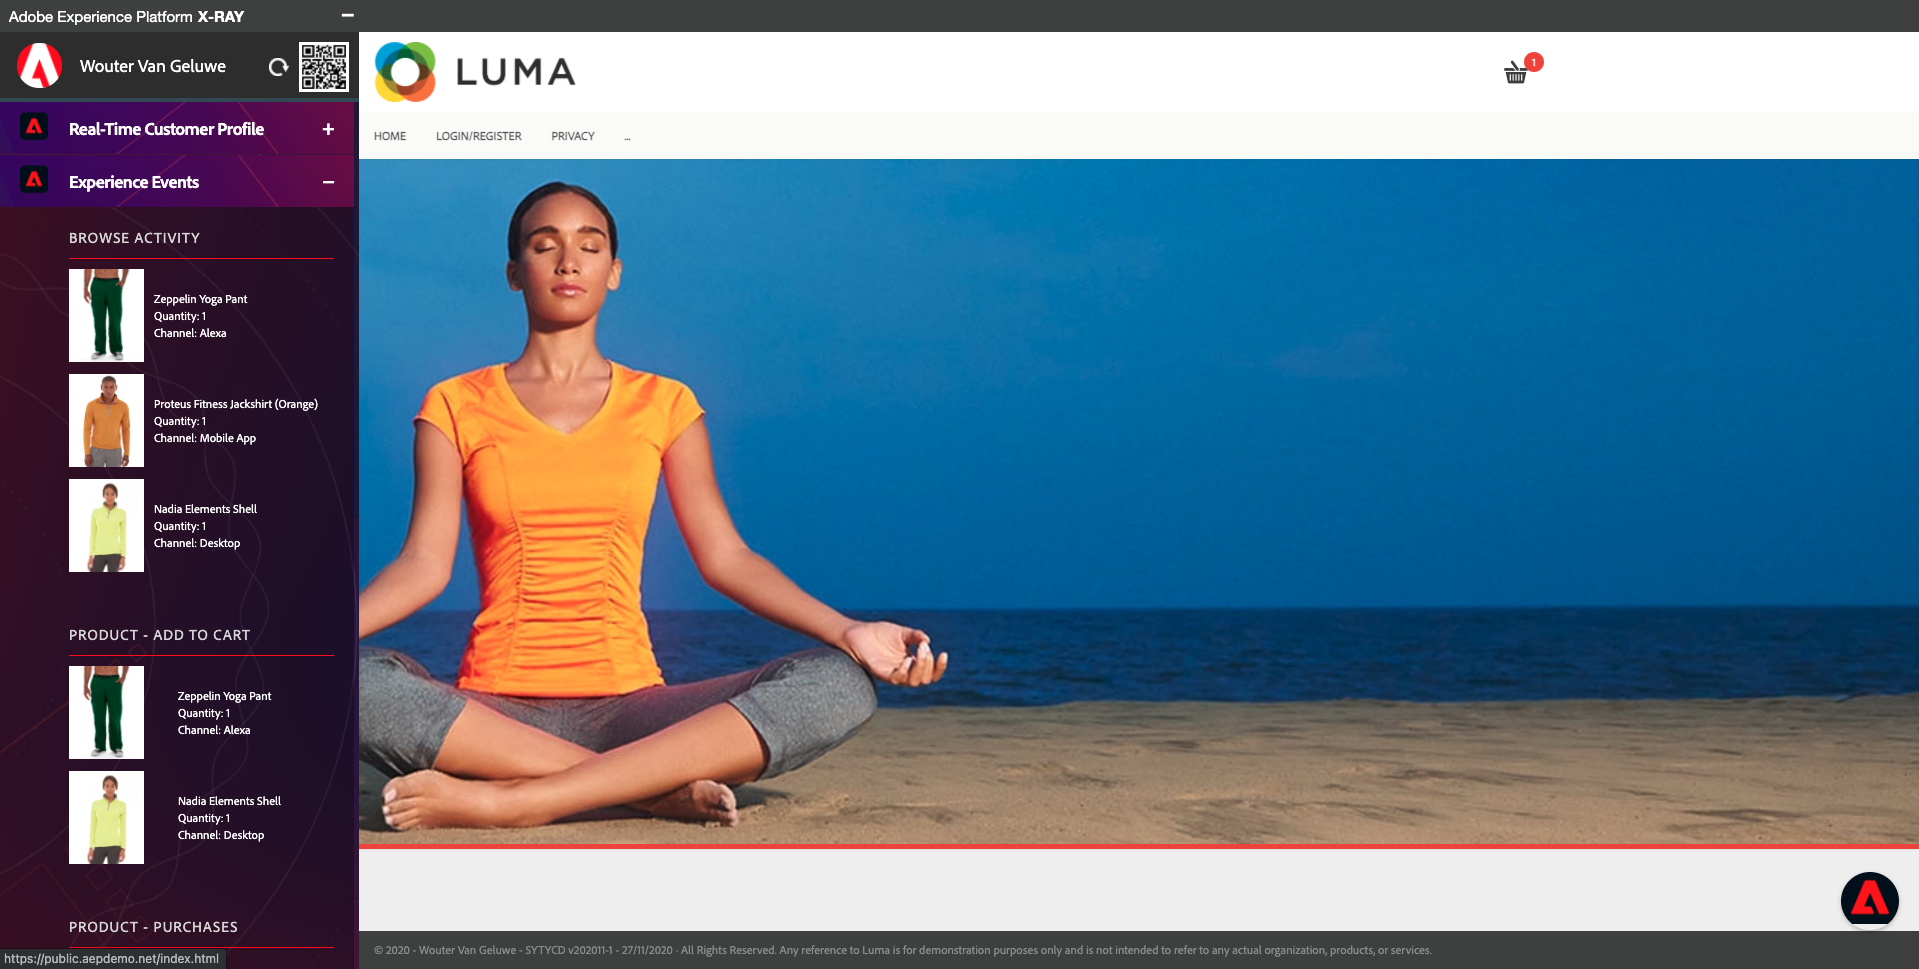 Adobe Experience Platform X-RAY
Wouter Van Geluwe
Real-Time Customer Profile
Experience Events
BROWSE ACTIVITY
Zeppelin Yoga Pant
Quantity: 1
Channel: Alexa
Proteus Fitness Jackshirt (Orange)
Quantity: 1
Channel: Mobile App
Nadia Elements Shell
Quantity: 1
Channel: Desktop
PRODUCT - ADD TO CART
Zeppelin Yoga Pant
Quantity: 1
Channel: Alexa
Nadia Elements Shell
Quantity: 1
Channel: Desktop
PRODUCT - PURCHASES
https://public.aepdemo.net/index.html
LUMA
1
HOME LOGIN/REGISTER PRIVACY ...
© 2020 - Wouter Van Geluwe - SYTYCD v202011-1 - 27/11/2020 · All Rights Reserved. Any reference to Luma is for demonstration purposes only and is not intended to refer to any actual organization, products, or services.